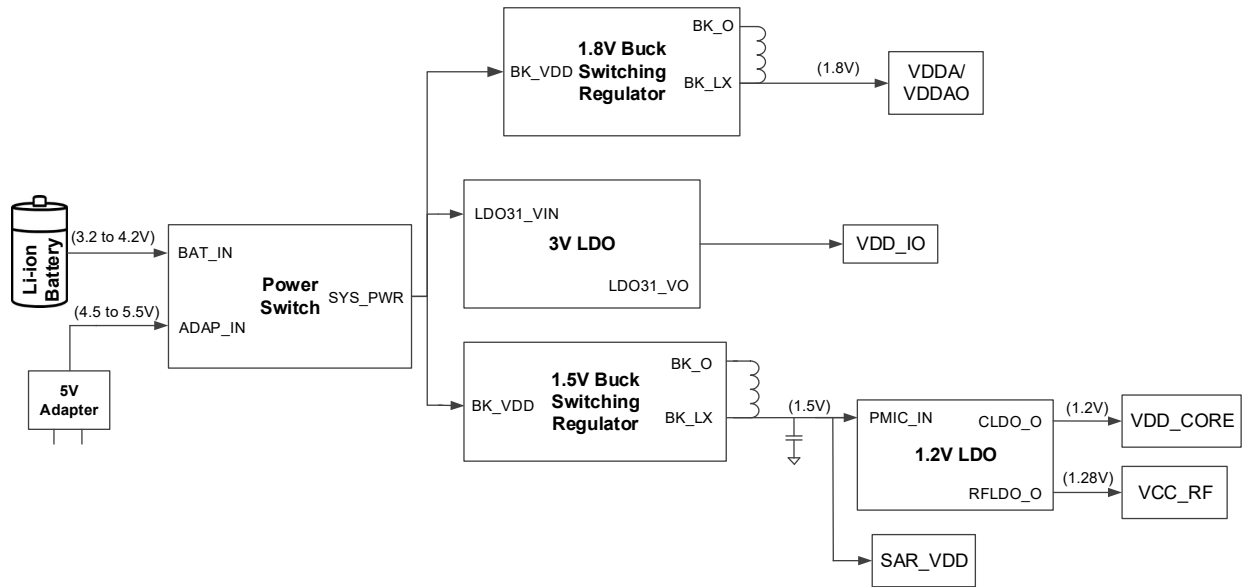 BK_O
1.8V Buck
Switching
Regulator
BK_VDD
BK_LX
(1.8V)
VDDA/
VDDAO
Li-ion
Battery
(3.2 to 4.2V)
BAT_IN
Power
Switch
SYS_PWR
(4.5 to 5.5V)
ADAP_IN
5V
Adapter
LDO31_VIN
3V LDO
LDO31_VO
VDD_IO
BK_O
1.5V Buck
Switching
Regulator
BK_VDD
BK_LX
(1.5V)
PMIC_IN
CLDO_O
1.2V LDO
RFLDO_O
(1.2V)
VDD_CORE
(1.28V)
VCC_RF
SAR_VDD